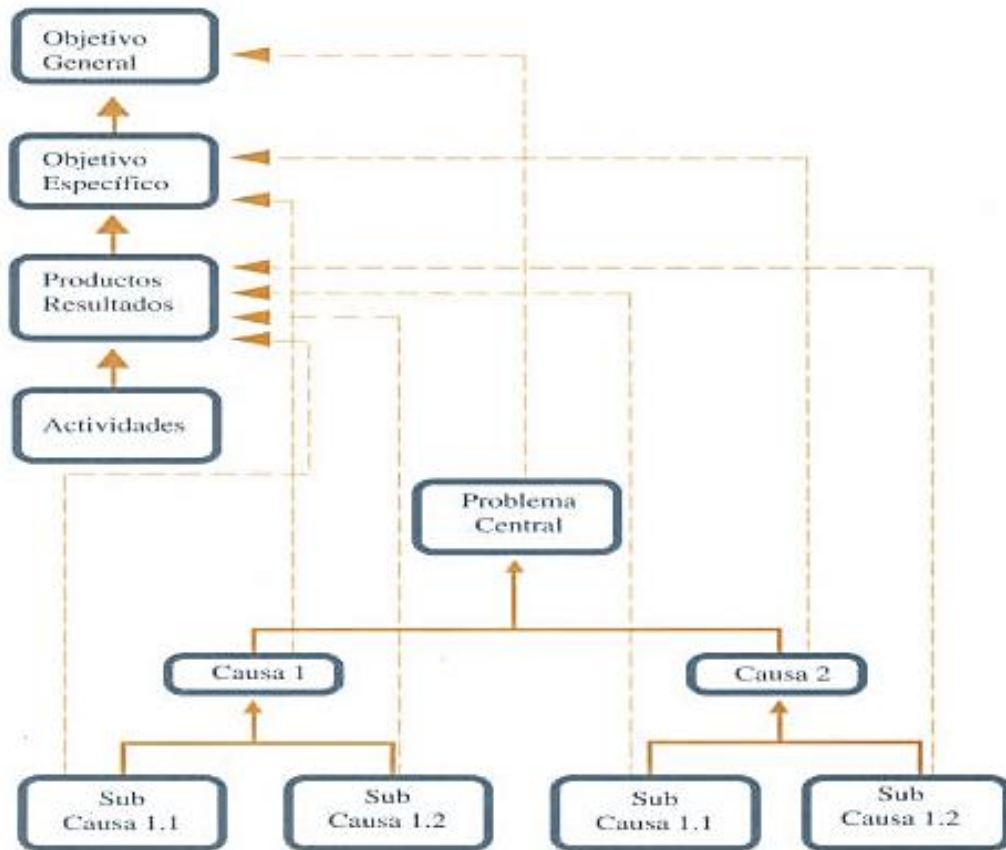 Objetivo
General
Objetivo
Específico
Productos
Resultados
Actividades
Problema
Central
Causa 1
Causa 2
Sub
Causa 1.1
Sub
Causa 1.2
Sub
Causa 1.1
Sub
Causa 1.2